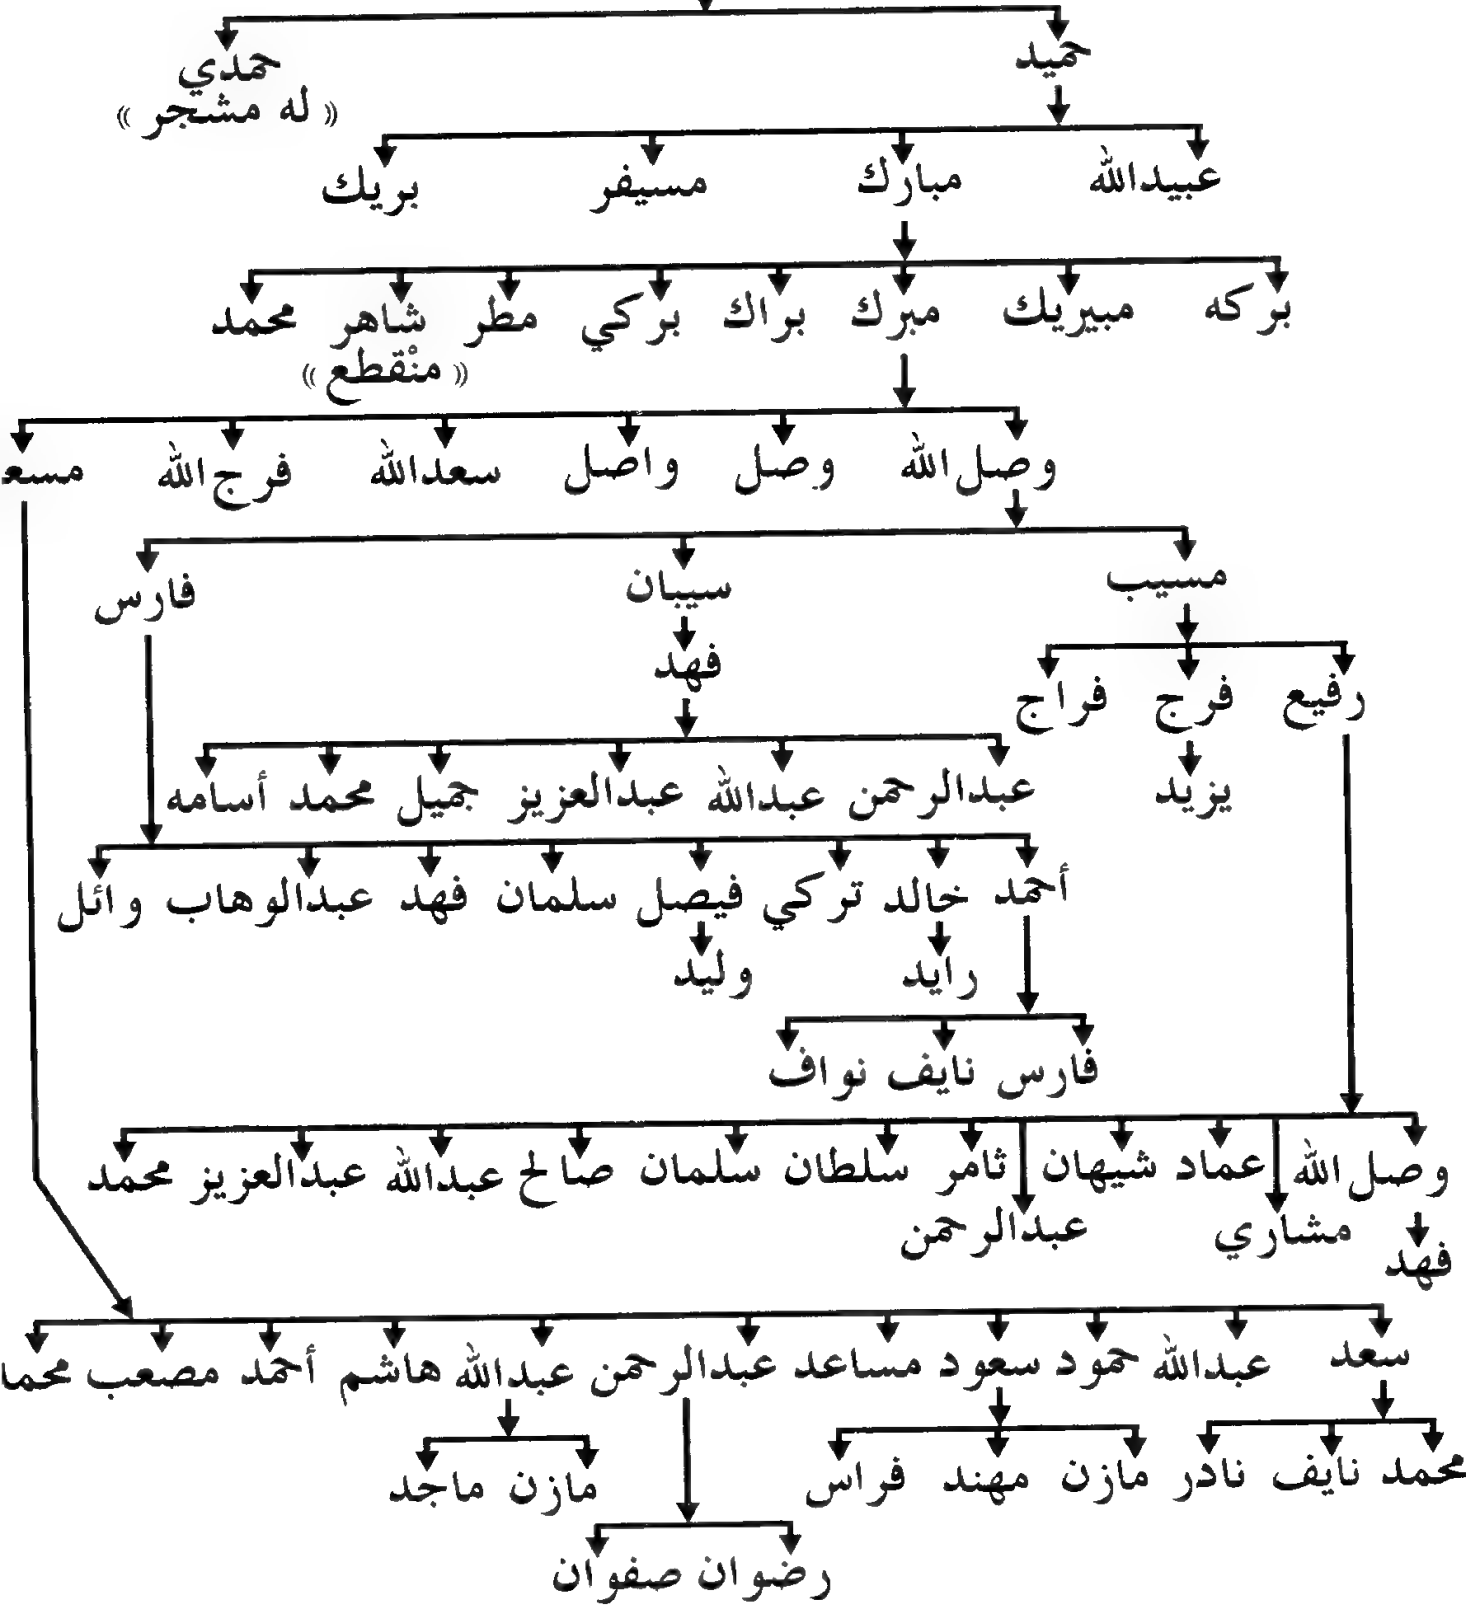 حميد حمدي
« له مشجر »
عبيدالله مبارك مسيفر بريك
بركه مبيريك مبرك براك بركي مطر شاهر محمد
« منْقطع »
وصل الله وصل واصل سعدالله فرج الله مسعد
مسيب سيبان فارس
فهد
رفيع فرج فراج
يزيد
عبدالرحمن عبدالله عبدالعزيز جميل محمد أسامه
أحمد خالد تركي فيصل سلمان فهد عبدالوهاب وائل
رايد وليد
فارس نايف نواف
وصل الله عماد شيهان ثامر سلطان سلمان صالح عبدالله عبدالعزيز محمد
مشاري عبدالرحمن
فهد
سعد عبدالله حمود سعود مساعد عبدالرحمن عبدالله هاشم أحمد مصعب
محمد نايف نادر مازن مهند فراس مازن ماجد
رضوان صفوان